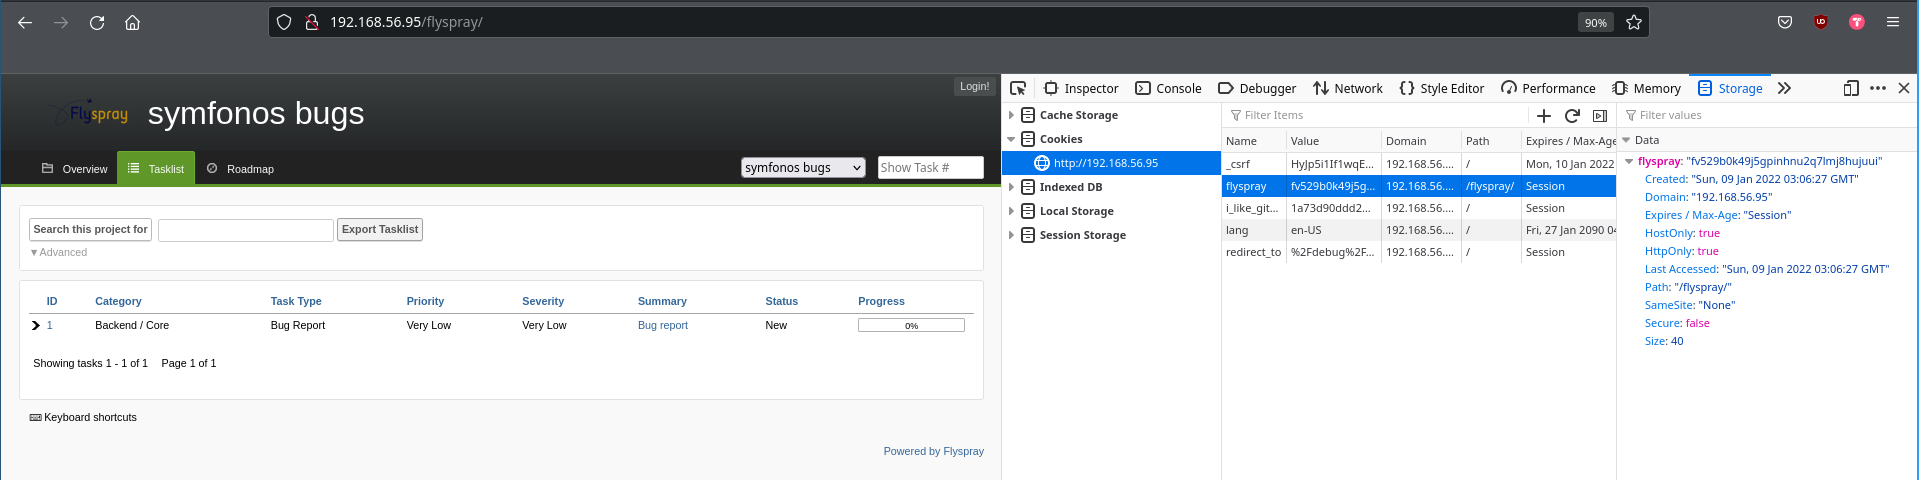 192.168.56.95/flyspray/
90%
Login!
Flyspray
symfonos bugs
Overview
Tasklist
Roadmap
symfonos bugs
Show Task #
Search this project for
Export Tasklist
▾Advanced
ID Category Task Type Priority Severity Summary Status Progress
1 Backend / Core Bug Report Very Low Very Low Bug report New 0%
Showing tasks 1 - 1 of 1 Page 1 of 1
Keyboard shortcuts
Powered by Flyspray
Inspector Console Debugger Network Style Editor Performance Memory Storage
Cache Storage
Cookies
http://192.168.56.95
Indexed DB
Local Storage
Session Storage
Filter Items
Name Value Domain Path Expires / Max-Age
_csrf HyJp5i1If1wqE... 192.168.56.... / Mon, 10 Jan 2022
flyspray fv529b0k49j5g... 192.168.56.... /flyspray/ Session
i_like_git... 1a73d90ddd2... 192.168.56.... / Session
lang en-US 192.168.56.... / Fri, 27 Jan 2090 04
redirect_to %2Fdebug%2F... 192.168.56.... / Session
Filter values
Data
flyspray: "fv529b0k49j5gpinhnu2q7lmj8hujuui"
Created: "Sun, 09 Jan 2022 03:06:27 GMT"
Domain: "192.168.56.95"
Expires / Max-Age: "Session"
HostOnly: true
HttpOnly: true
Last Accessed: "Sun, 09 Jan 2022 03:06:27 GMT"
Path: "/flyspray/"
SameSite: "None"
Secure: false
Size: 40